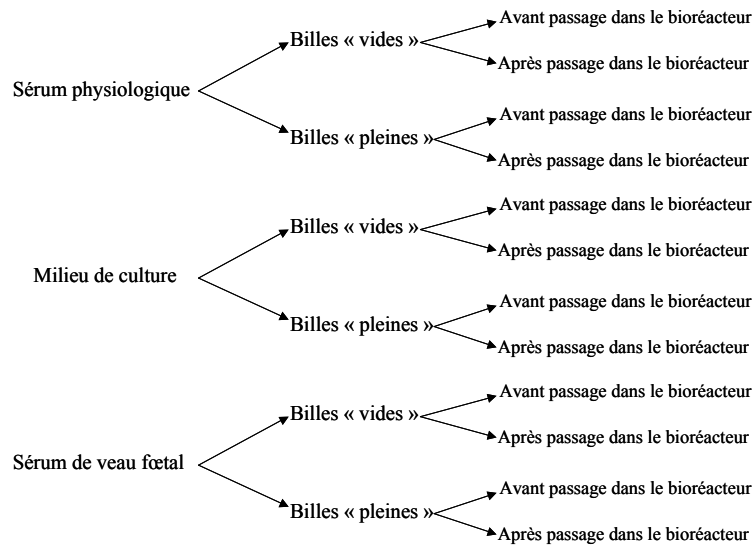 Avant passage dans le bioréacteur
Billes « vides »
Après passage dans le bioréacteur
Sérum physiologique
Avant passage dans le bioréacteur
Billes « pleines »
Après passage dans le bioréacteur
Avant passage dans le bioréacteur
Billes « vides »
Après passage dans le bioréacteur
Milieu de culture
Avant passage dans le bioréacteur
Billes « pleines »
Après passage dans le bioréacteur
Avant passage dans le bioréacteur
Billes « vides »
Après passage dans le bioréacteur
Sérum de veau fœtal
Avant passage dans le bioréacteur
Billes « pleines »
Après passage dans le bioréacteur